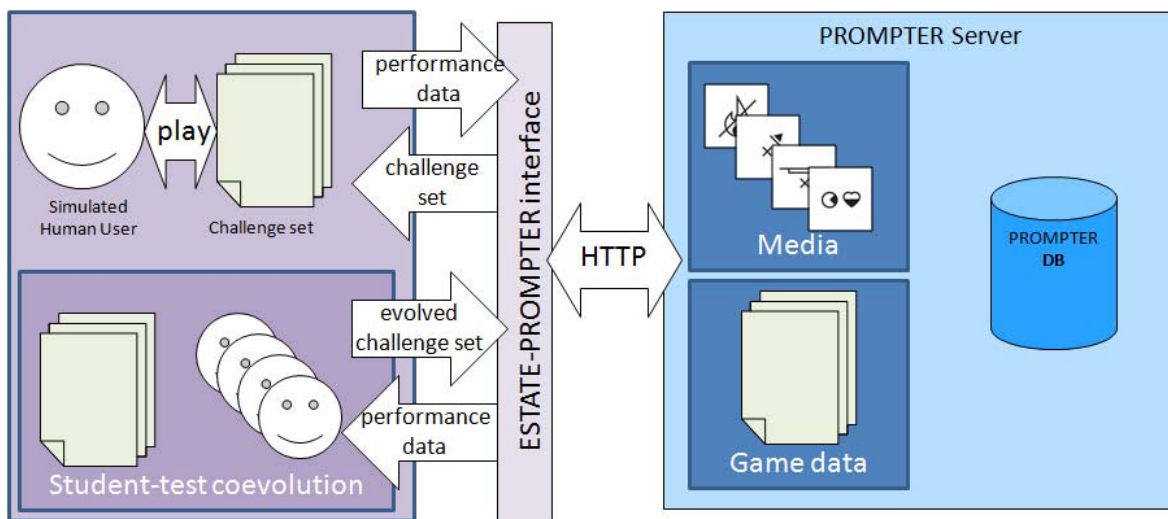 performance
data
play
challenge
set
Simulated
Human User
Challenge set
evolved
challenge set
performance
data
Student-test coevolution
ESTATE-PROMPTER interface
HTTP
PROMPTER Server
Media
Game data
PROMPTER
DB